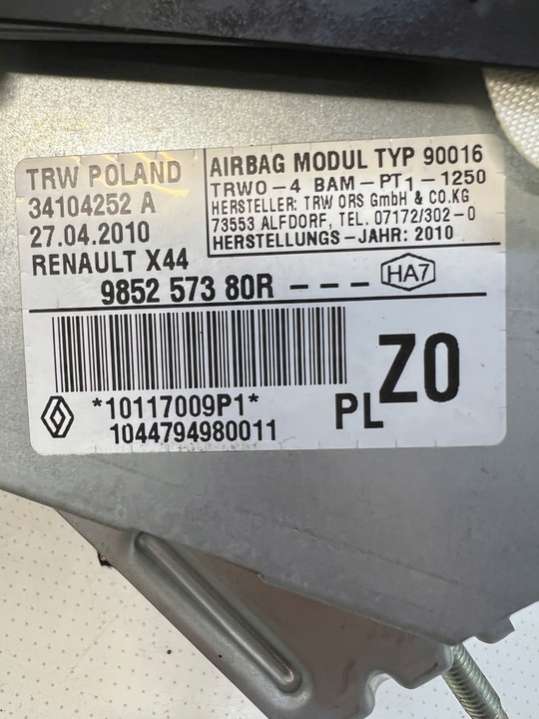 TRW POLAND
34104252 A
27.04.2010
RENAULT X44
AIRBAG MODUL TYP 90016
TRWO-4 BAM-PT1-1250
HERSTELLER: TRW ORS GmbH & CO.KG
73553 ALFDORF, TEL. 07172/302-0
HERSTELLUNGS-JAHR: 2010
9852 573 80R --- HA7
*10117009P1*
1044794980011
PL Z0